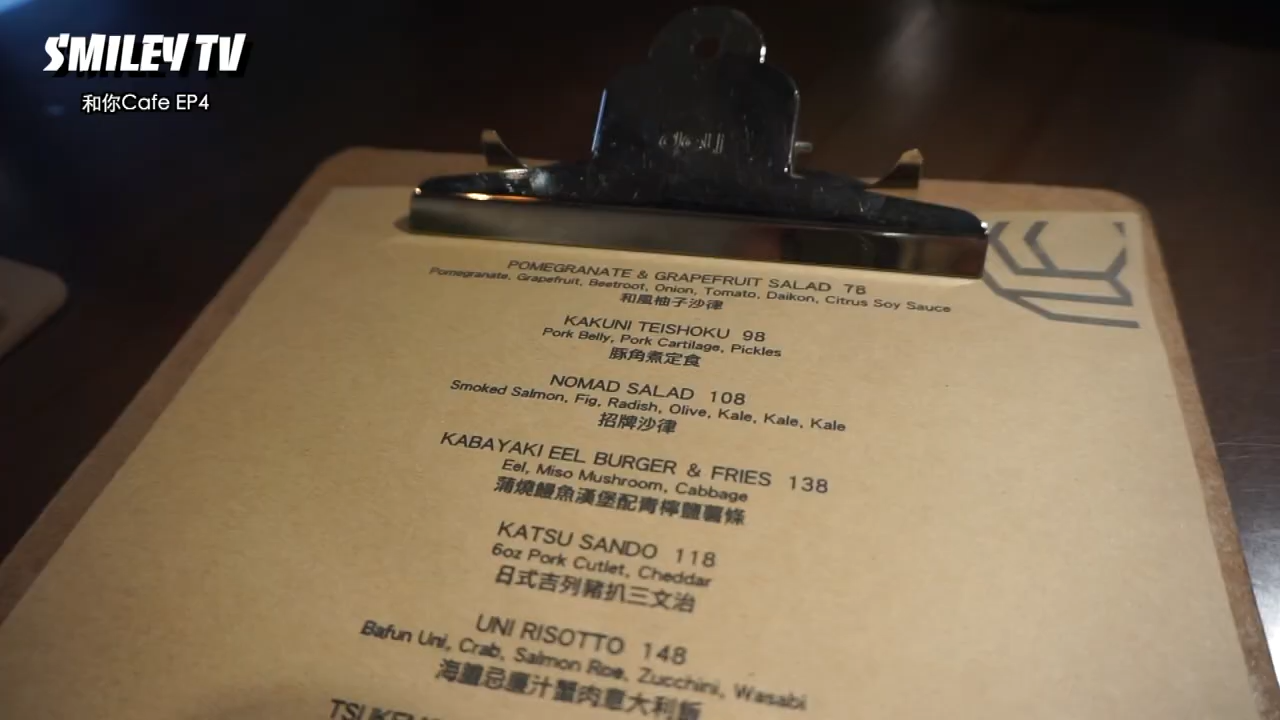 SMILEY TV
和你Cafe EP4
deli
POMEGRANATE & GRAPEFRUIT SALAD 78
Pomegranate, Grapefruit, Beetroot, Onion, Tomato, Daikon, Citrus Soy Sauce
和風柚子沙律
KAKUNI TEISHOKU 98
Pork Belly, Pork Cartilage, Pickles
豚角煮定食
NOMAD SALAD 108
Smoked Salmon, Fig, Radish, Olive, Kale, Kale, Kale
招牌沙律
KABAYAKI EEL BURGER & FRIES 138
Eel, Miso Mushroom, Cabbage
蒲燒鰻魚漢堡配青檸鹽薯條
KATSU SANDO 118
6oz Pork Cutlet, Cheddar
日式吉列豬扒三文治
UNI RISOTTO 148
Bafun Uni, Crab, Salmon Roe, Zucchini, Wasabi
海膽忌廉汁蟹肉意大利飯